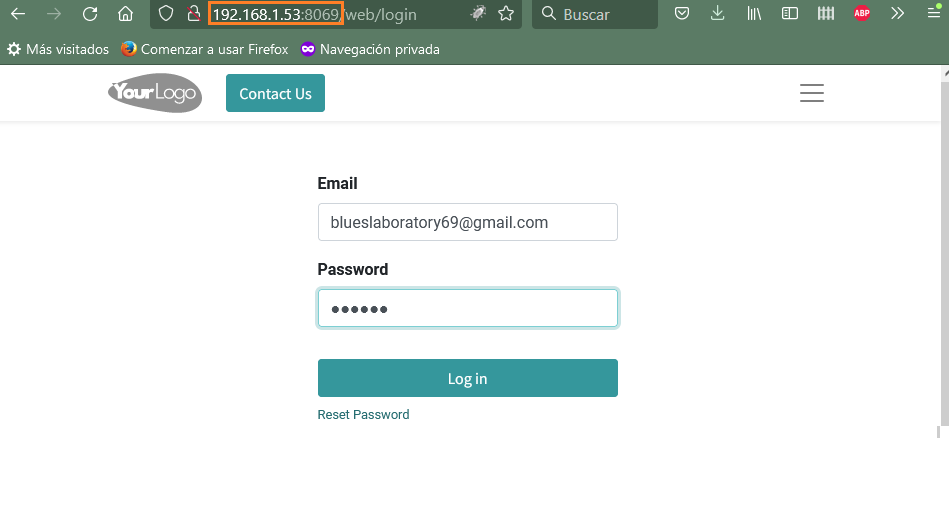 192.168.1.53:8069/web/login
Buscar
ABP
Más visitados
Comenzar a usar Firefox
Navegación privada
YourLogo
Contact Us
Email
blueslaboratory69@gmail.com
Password
••••••
Log in
Reset Password